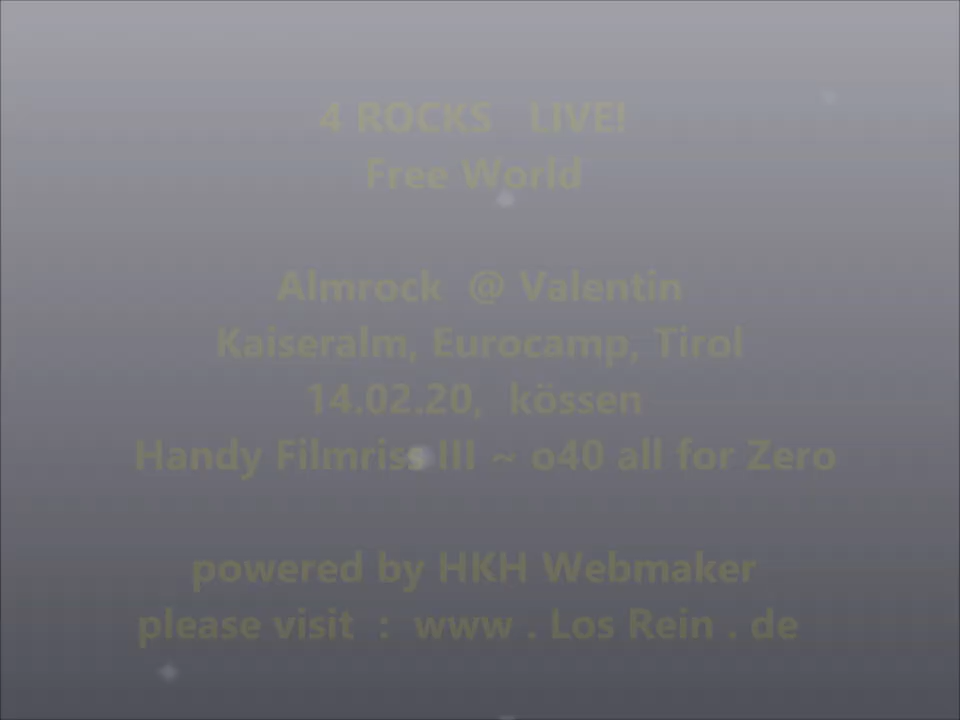 4 ROCKS LIVE!
Free World
Almrock @ Valentin
Kaiseralm, Eurocamp, Tirol
14.02.20, kössen
Handy Filmriss III ~ o40 all for Zero
powered by HKH Webmaker
please visit : www . Los Rein . de